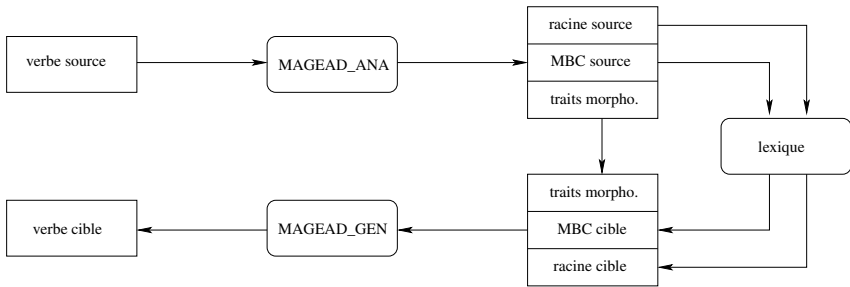 racine source
verbe source
MAGEAD_ANA
MBC source
traits morpho.
lexique
traits morpho.
verbe cible
MAGEAD_GEN
MBC cible
racine cible